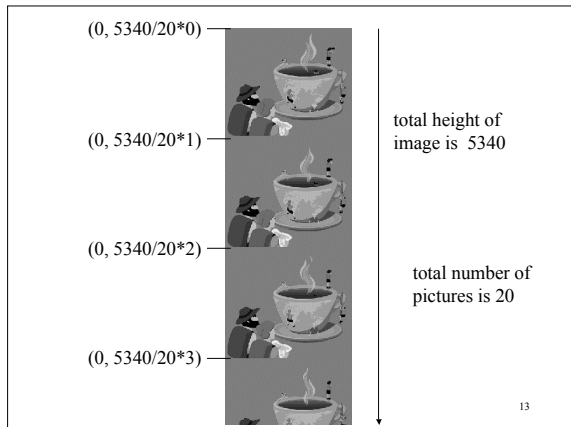 (0, 5340/20*0)
(0, 5340/20*1)
total height of
image is 5340
(0, 5340/20*2)
total number of
pictures is 20
(0, 5340/20*3)
13